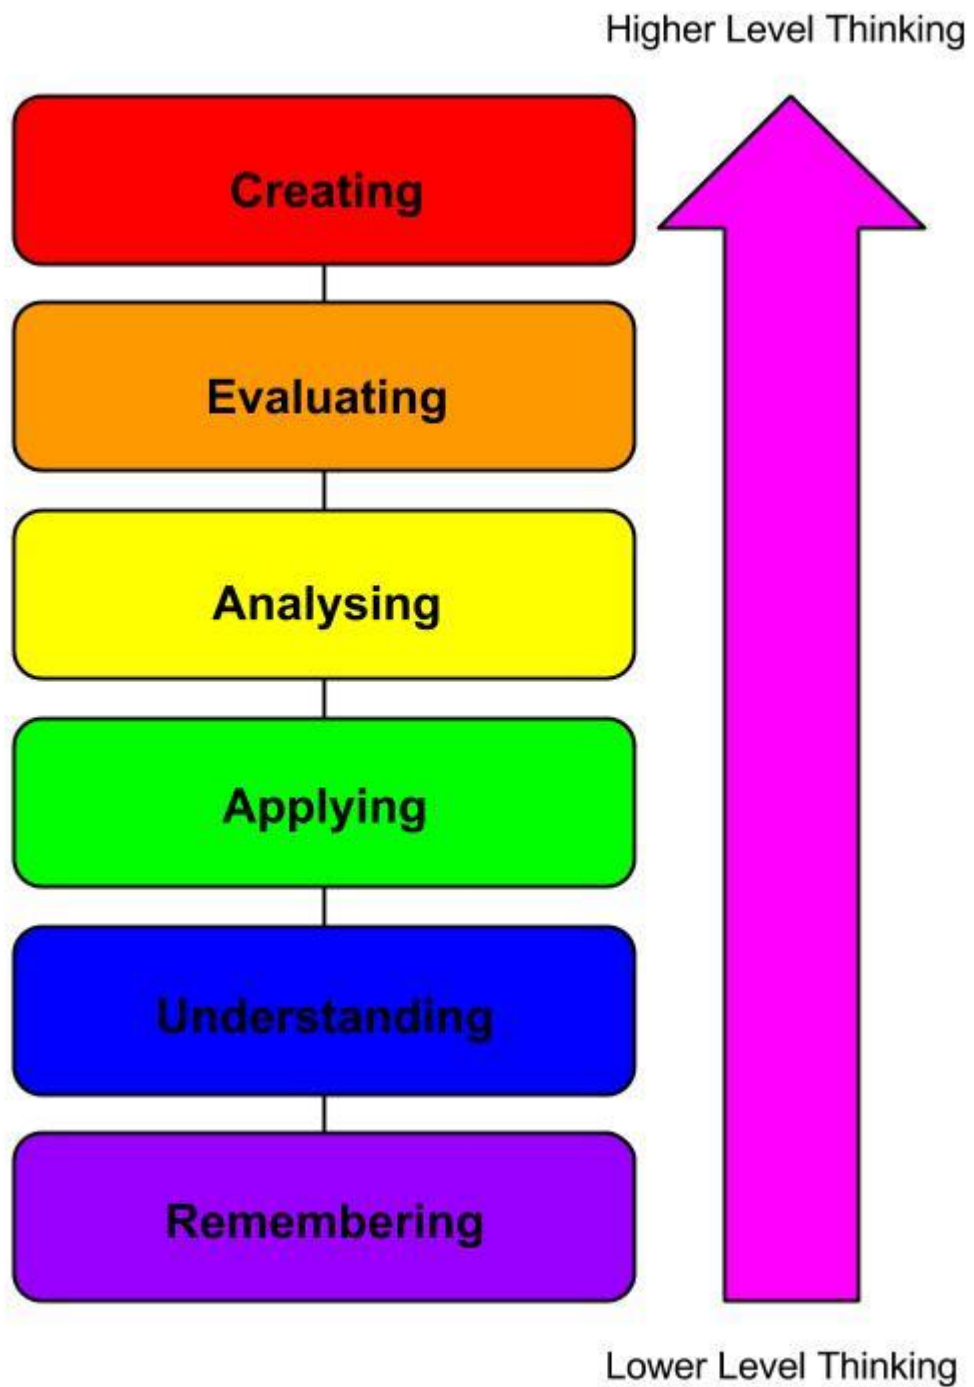 Higher Level Thinking
Creating
Evaluating
Analysing
Applying
Understanding
Remembering
Lower Level Thinking